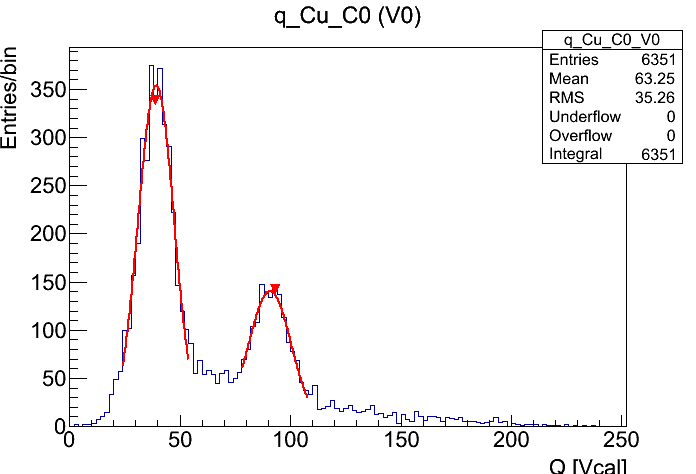 q_Cu_C0 (V0)
q_Cu_C0_V0
Entries 6351
Mean 63.25
RMS 35.26
Underflow 0
Overflow 0
Integral 6351
Entries/bin
350
300
250
200
150
100
50
0
0 50 100 150 200 250
Q [Vcal]